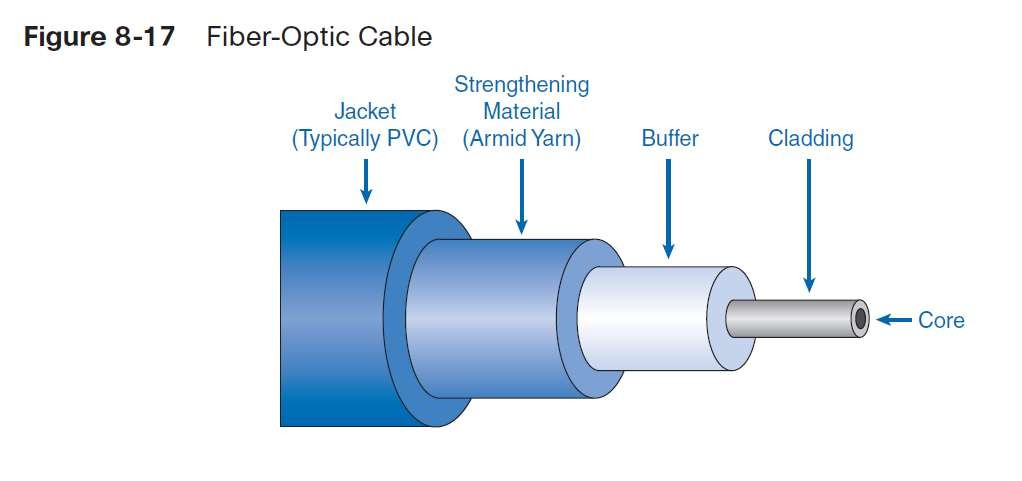 Figure 8-17 Fiber-Optic Cable
Jacket
(Typically PVC)
Strengthening
Material
(Armid Yarn)
Buffer
Cladding
Core